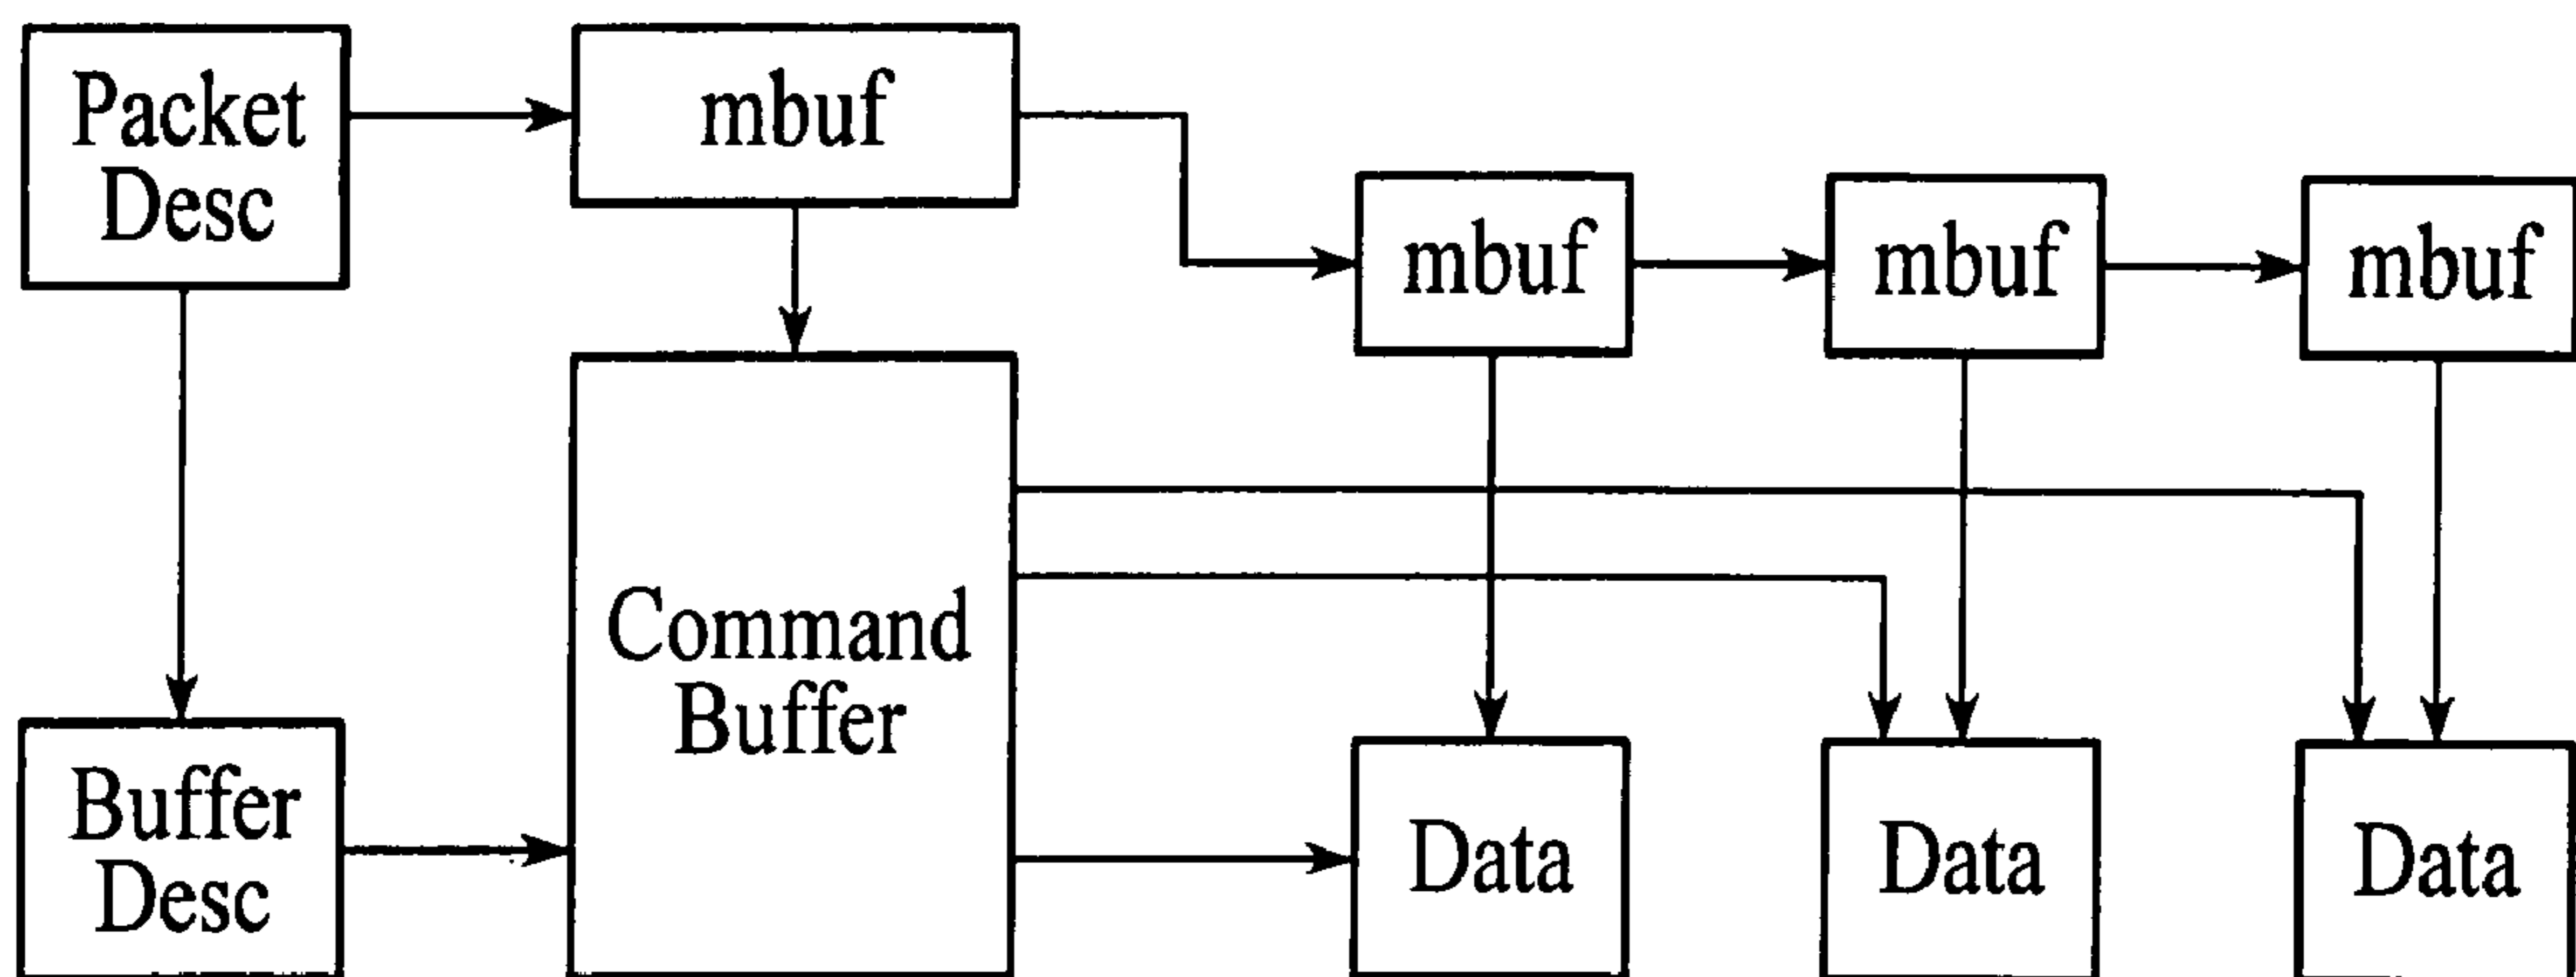 Packet
Desc
mbuf
mbuf
mbuf
mbuf
Command
Buffer
Buffer
Desc
Data
Data
Data